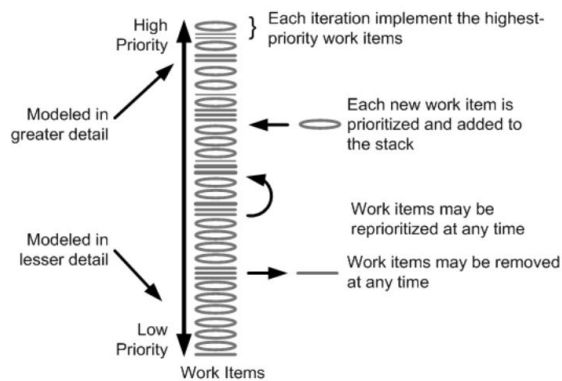 High
Priority
Each iteration implement the highest-
priority work items
Modeled in
greater detail
Each new work item is
prioritized and added to
the stack
Work items may be
reprioritized at any time
Modeled in
lesser detail
Work items may be removed
at any time
Low
Priority
Work Items